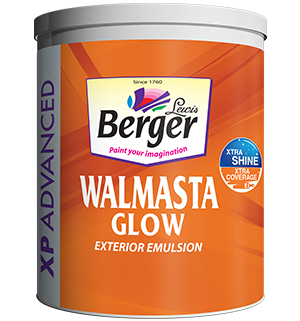 Since 1760
Lewis
Berger
Paint your imagination
XP ADVANCED
XTRA
SHINE
XTRA
COVERAGE
WALMASTA
GLOW
EXTERIOR EMULSION